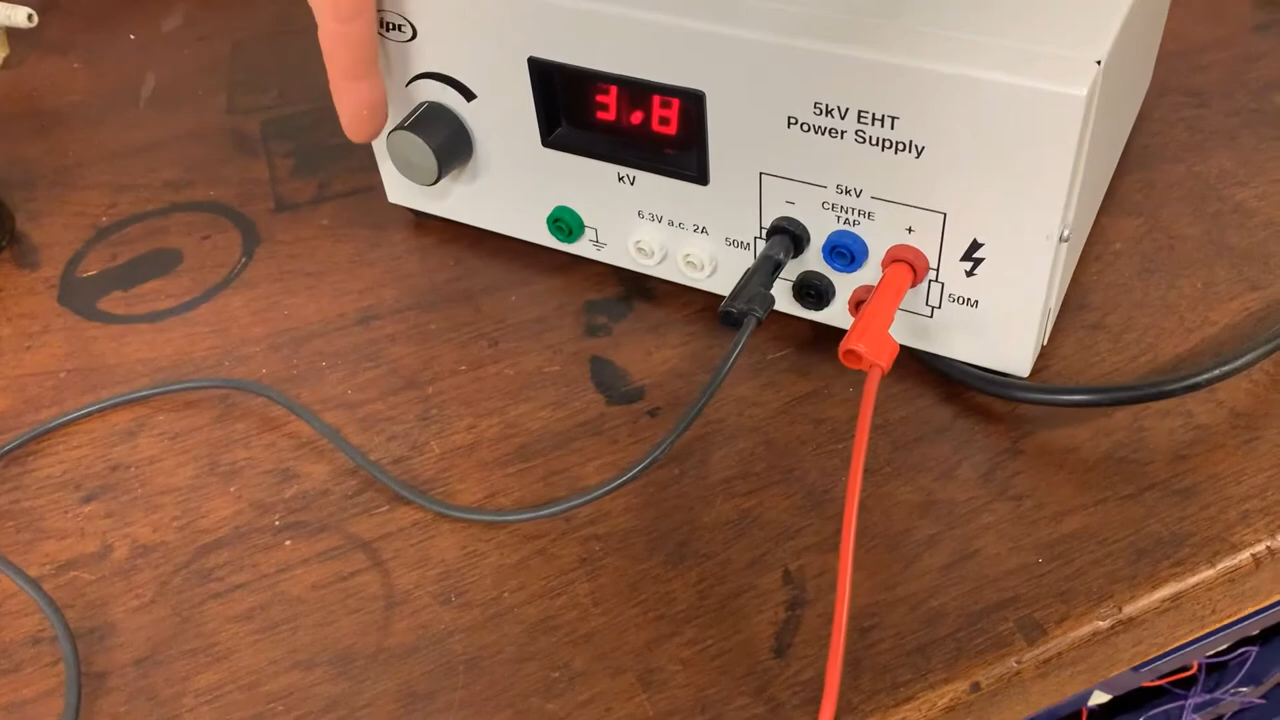 ipc
3.8
kV
5kV EHT
Power Supply
6.3V a.c. 2A
5kV
CENTRE
TAP
−
+
50M
50M